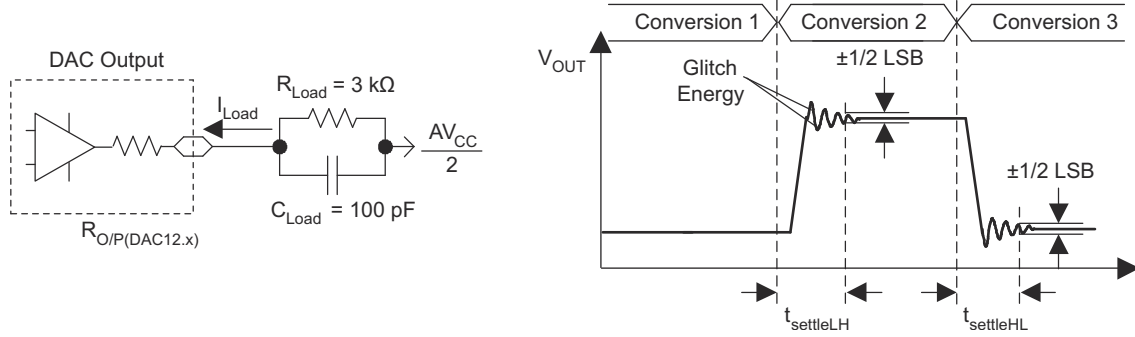 DAC Output
I_Load
R_Load = 3 kΩ
AV_CC
2
C_Load = 100 pF
R_O/P(DAC12.x)
Conversion 1
Conversion 2
Conversion 3
V_OUT
Glitch
Energy
±1/2 LSB
±1/2 LSB
t_settleLH
t_settleHL